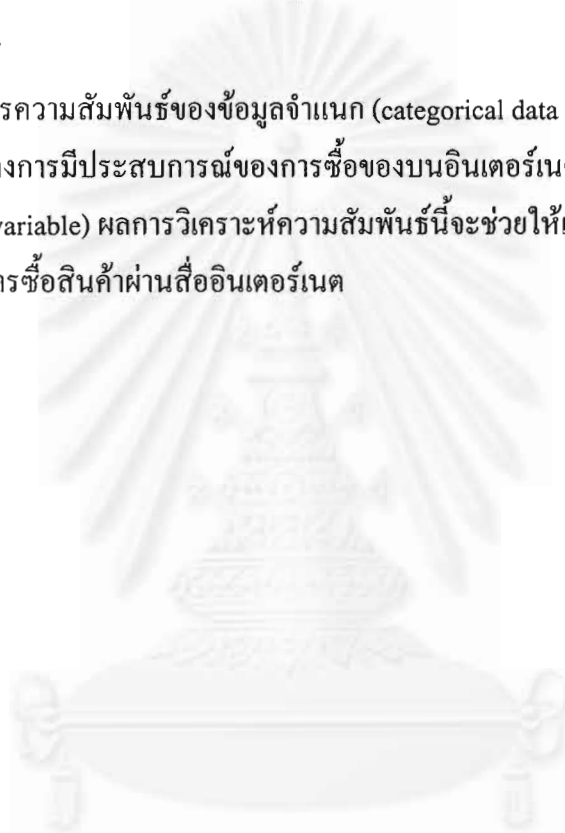 รความสัมพันธ์ของข้อมูลจำแนก (categorical data
งการมีประสบการณ์ของการซื้อของบนอินเตอร์เน
variable) ผลการวิเคราะห์ความสัมพันธ์นี้จะช่วยให้
ารซื้อสินค้าผ่านสื่ออินเตอร์เนต